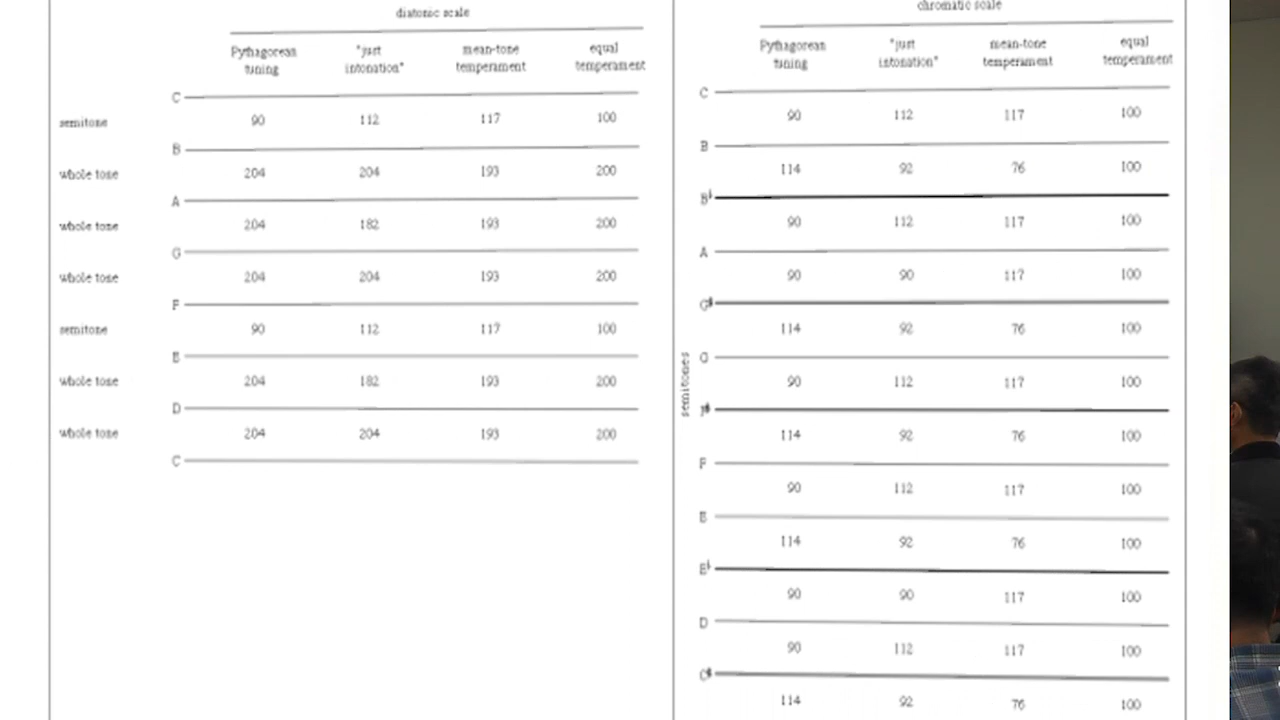 diatonic scale
Pythagorean tuning "just intonation" mean-tone temperament equal temperament
C
semitone 90 112 117 100
B
whole tone 204 204 193 200
A
whole tone 204 182 193 200
G
whole tone 204 204 193 200
F
semitone 90 112 117 100
E
whole tone 204 182 193 200
D
whole tone 204 204 193 200
C
chromatic scale
Pythagorean tuning "just intonation" mean-tone temperament equal temperament
semitones
C
90 112 117 100
B
114 92 76 100
B♭
90 112 117 100
A
90 90 117 100
G#
114 92 76 100
G
90 112 117 100
F#
114 92 76 100
F
90 112 117 100
E
114 92 76 100
E♭
90 90 117 100
D
90 112 117 100
C#
114 92 76 100